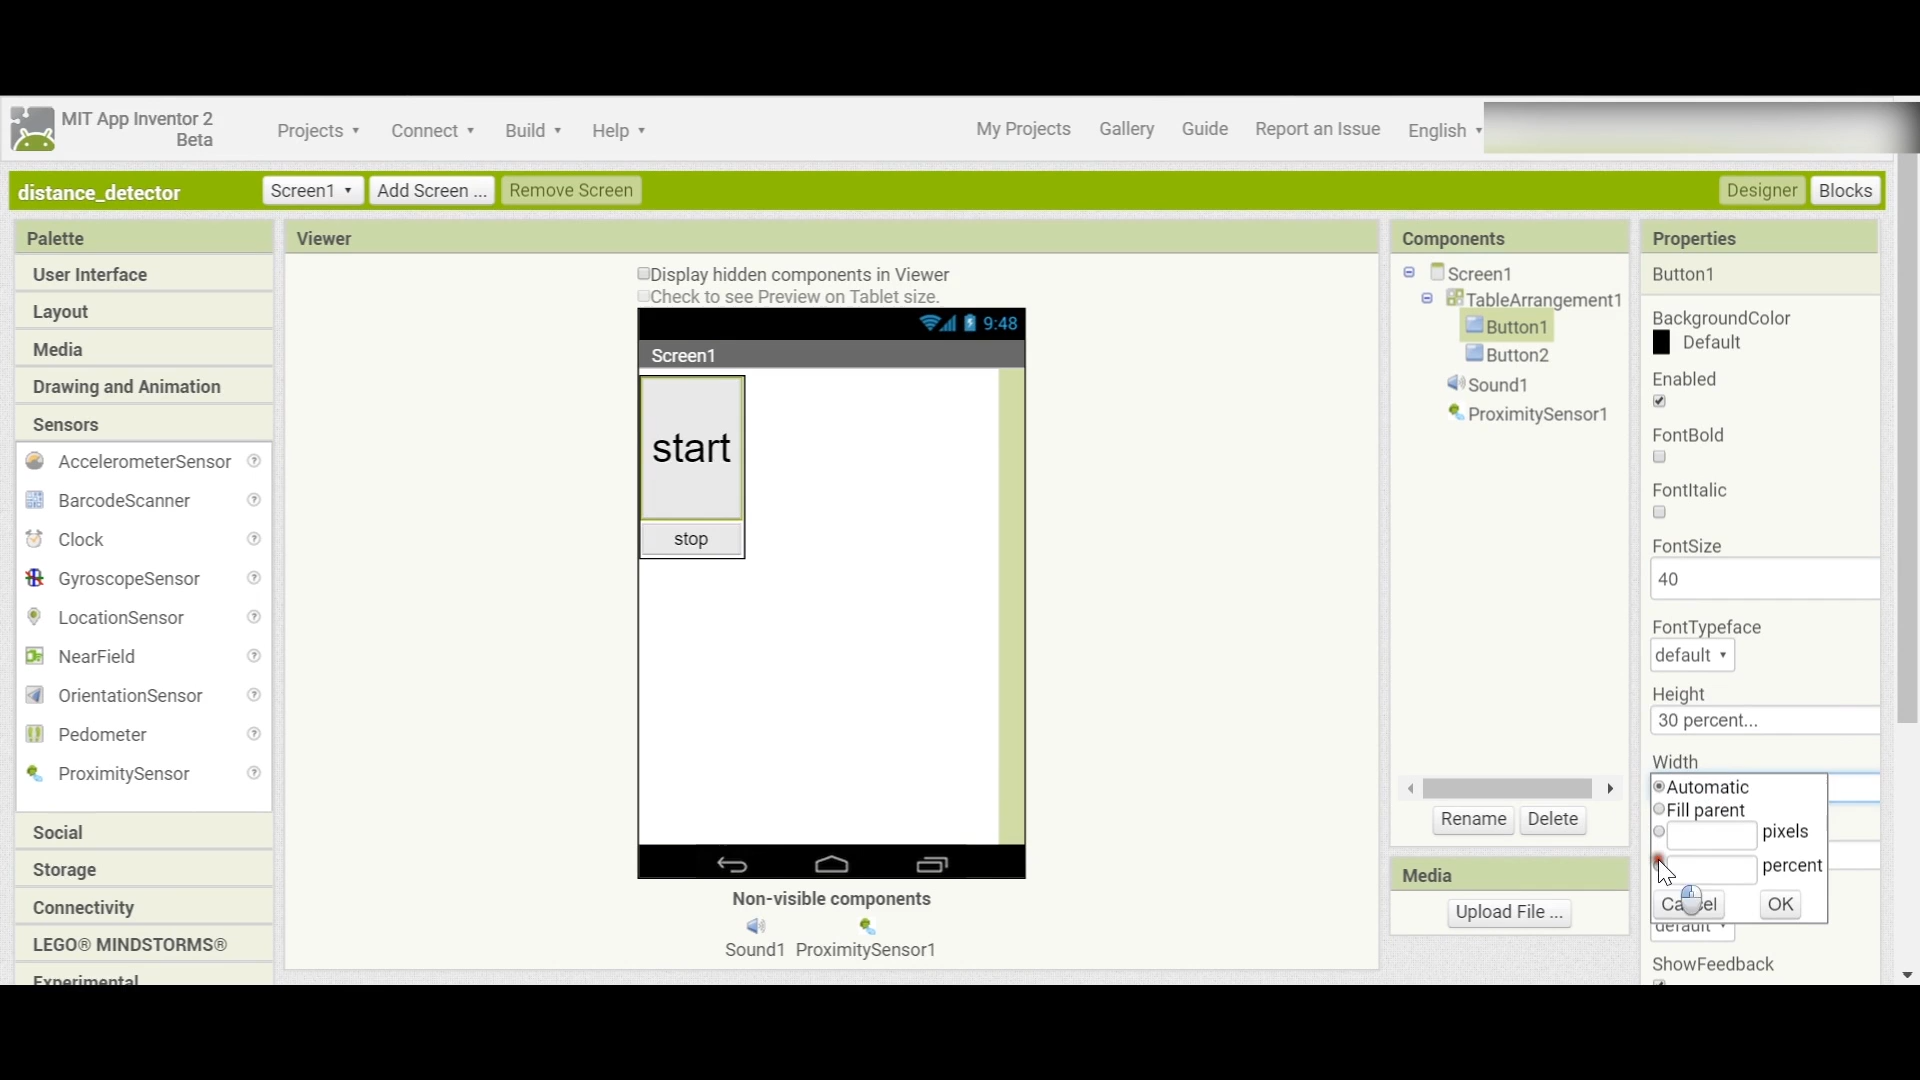 MIT App Inventor 2
Beta
Projects
Connect
Build
Help
My Projects
Gallery
Guide
Report an Issue
English
distance_detector
Screen1
Add Screen ...
Remove Screen
Designer
Blocks
Palette
User Interface
Layout
Media
Drawing and Animation
Sensors
AccelerometerSensor
BarcodeScanner
Clock
GyroscopeSensor
LocationSensor
NearField
OrientationSensor
Pedometer
ProximitySensor
Social
Storage
Connectivity
LEGO® MINDSTORMS®
Experimental
Viewer
Display hidden components in Viewer
Check to see Preview on Tablet size.
9:48
Screen1
start
stop
Non-visible components
Sound1
ProximitySensor1
Components
Screen1
TableArrangement1
Button1
Button2
Sound1
ProximitySensor1
Rename
Delete
Media
Upload File ...
Properties
Button1
BackgroundColor
Default
Enabled
FontBold
FontItalic
FontSize
40
FontTypeface
default
Height
30 percent...
Width
Automatic
Fill parent
pixels
percent
Cancel
OK
default
ShowFeedback